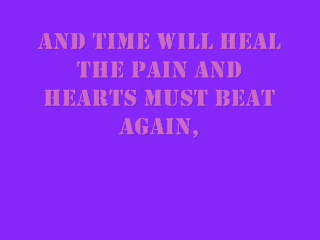 AND TIME WILL HEAL
THE PAIN AND
HEARTS MUST BEAT
AGAIN,